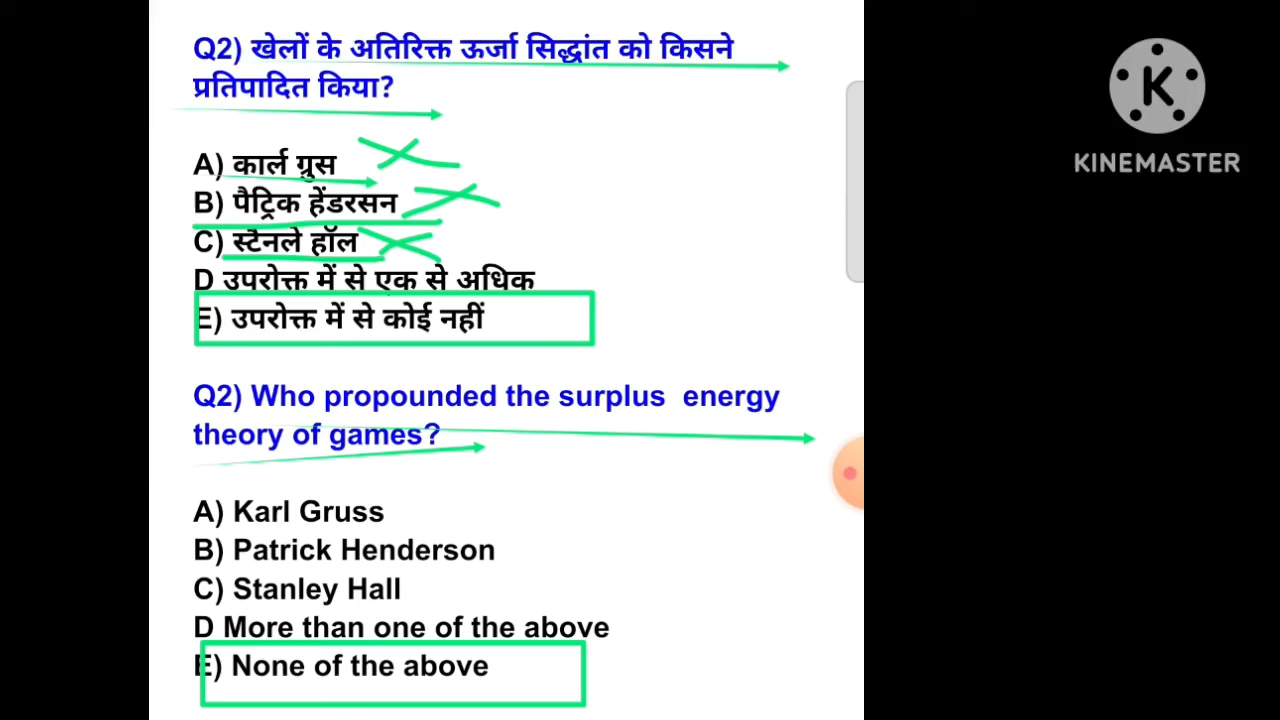 Q2) खेलों के अतिरिक्त ऊर्जा सिद्धांत को किसने
प्रतिपादित किया?
A) कार्ल ग्रुस
B) पैट्रिक हेंडरसन
C) स्टेनले हॉल
D उपरोक्त में से एक से अधिक
E) उपरोक्त में से कोई नहीं
Q2) Who propounded the surplus energy
theory of games?
A) Karl Gruss
B) Patrick Henderson
C) Stanley Hall
D More than one of the above
E) None of the above
K
KINEMASTER